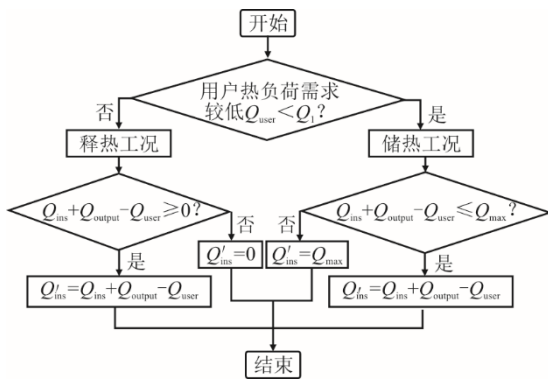 开始
用户热负荷需求
较低Q_user<Q_1?
否
是
释热工况
储热工况
Q_ins+Q_output−Q_user≥0?
Q_ins+Q_output−Q_user≤Q_max?
否
否
Q′_ins=0
Q′_ins=Q_max
是
是
Q′_ins=Q_ins+Q_output−Q_user
Q′_ins=Q_ins+Q_output−Q_user
结束